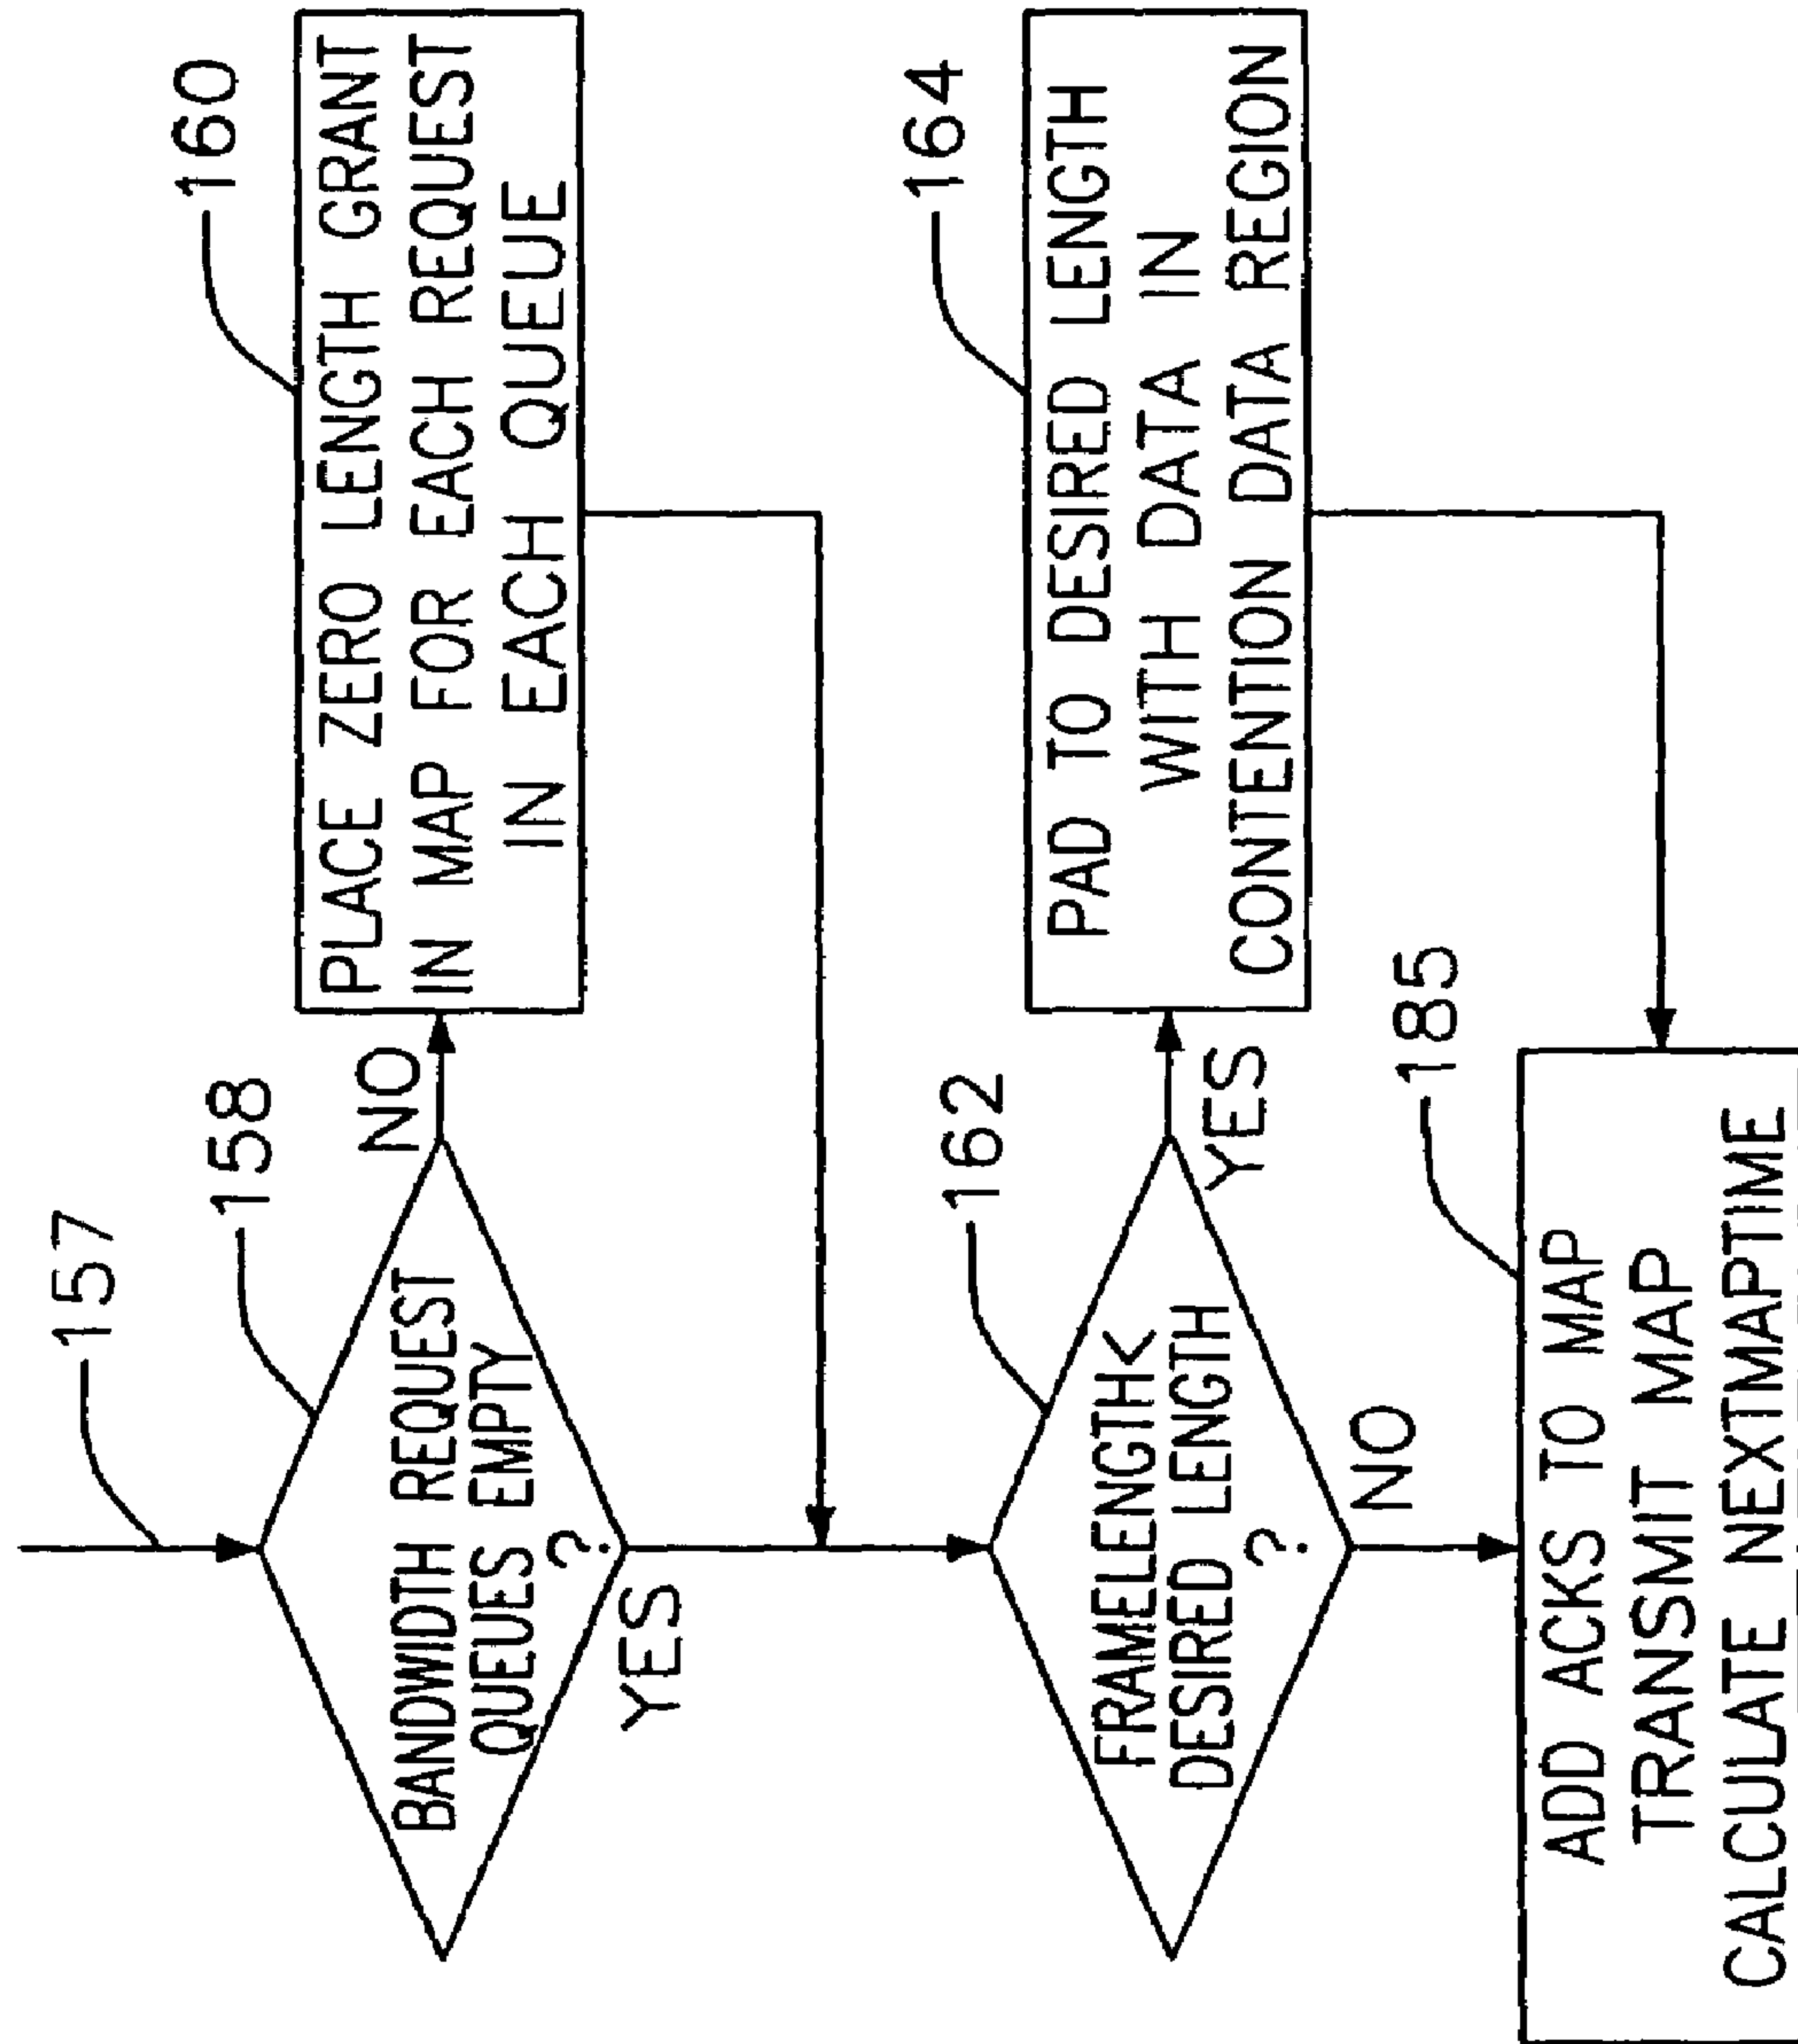 157
158
BANDWIDTH REQUEST
QUEUES EMPTY
?
NO
YES
160
PLACE ZERO LENGTH GRANT
IN MAP FOR EACH REQUEST
IN EACH QUEUE
162
FRAMELENGTH<
DESIRED LENGTH
?
YES
NO
164
PAD TO DESIRED LENGTH
WITH DATA IN
CONTENTION DATA REGION
185
ADD ACKS TO MAP
TRANSMIT MAP
CALCULATE NEXTMAPTIME